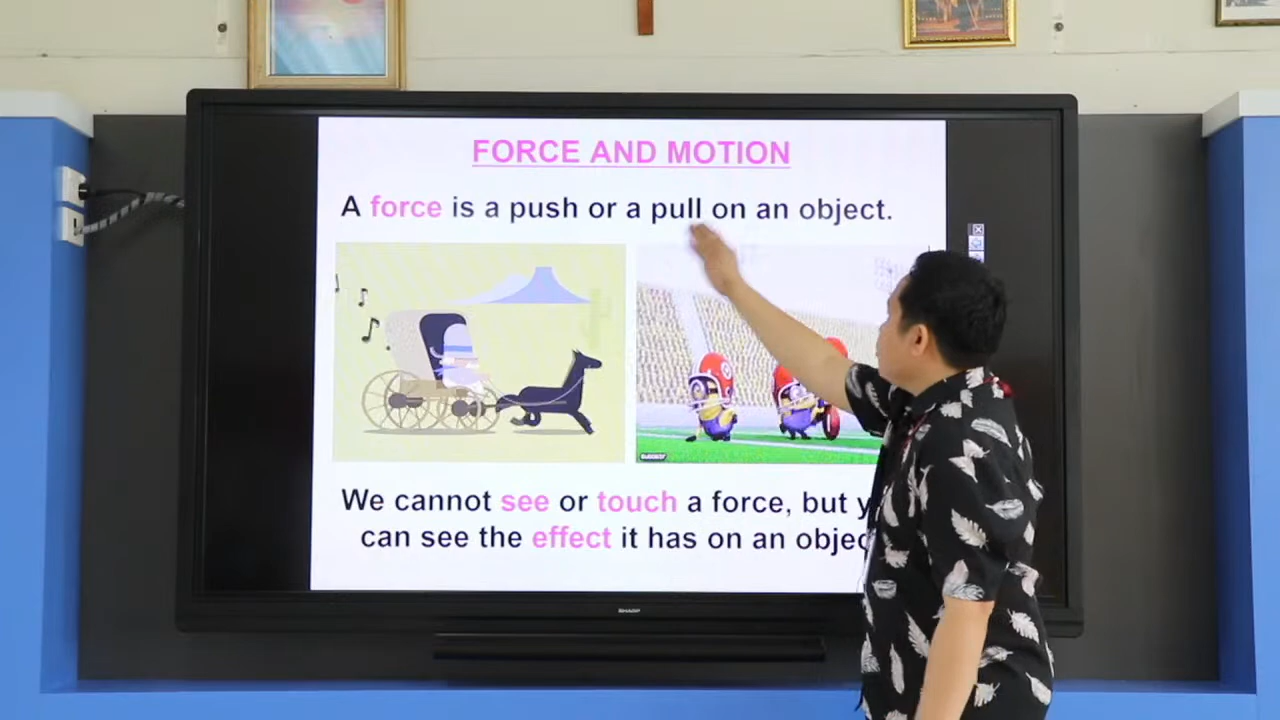 FORCE AND MOTION
A force is a push or a pull on an object.
We cannot see or touch a force, but y
can see the effect it has on an objec
SHARP